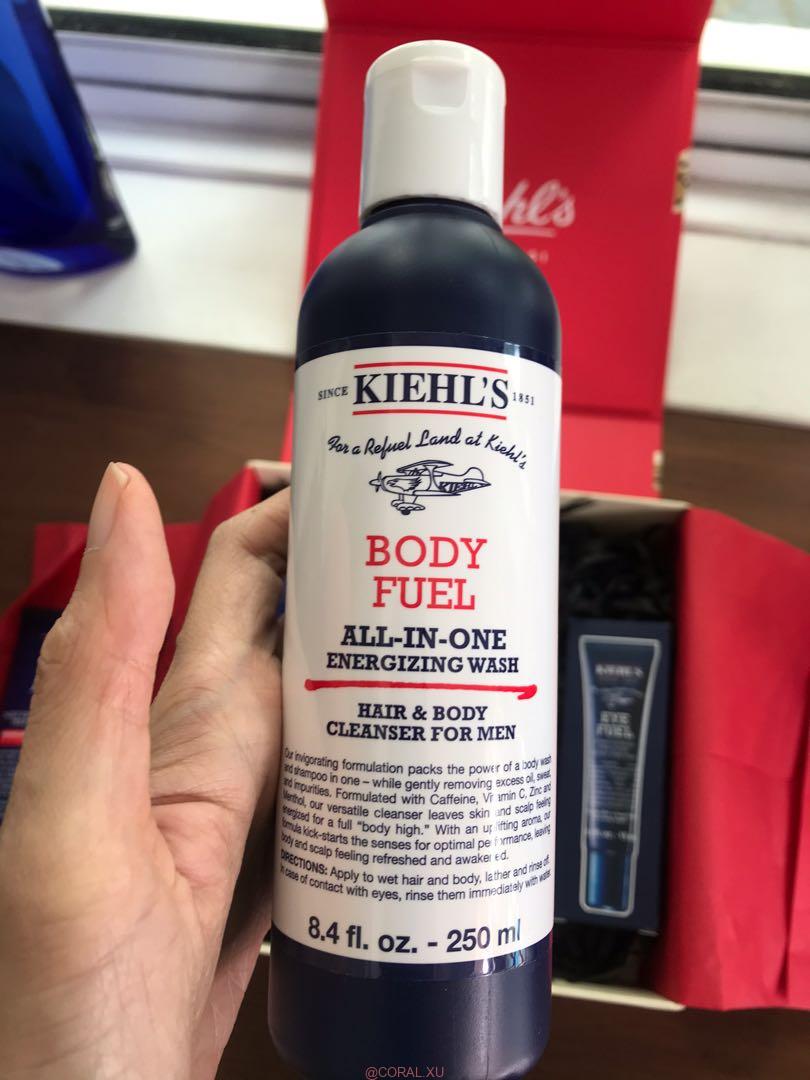 hl's
SINCE KIEHL'S 1851
For a Refuel Land at Kiehl's
KIEHL'S
BODY
FUEL
ALL-IN-ONE
ENERGIZING WASH
HAIR & BODY
CLEANSER FOR MEN
Our invigorating formulation packs the power of a body wash
and shampoo in one – while gently removing excess oil, sweat,
and impurities. Formulated with Caffeine, Vitamin C, Zinc and
Menthol, our versatile cleanser leaves skin and scalp feeling
energized for a full "body high." With an uplifting aroma, our
formula kick-starts the senses for optimal performance, leaving
body and scalp feeling refreshed and awakened.
DIRECTIONS: Apply to wet hair and body, lather and rinse off.
In case of contact with eyes, rinse them immediately with water.
8.4 fl. oz. - 250 ml
KIEHL'S
EYE
FUEL
@CORAL.XU